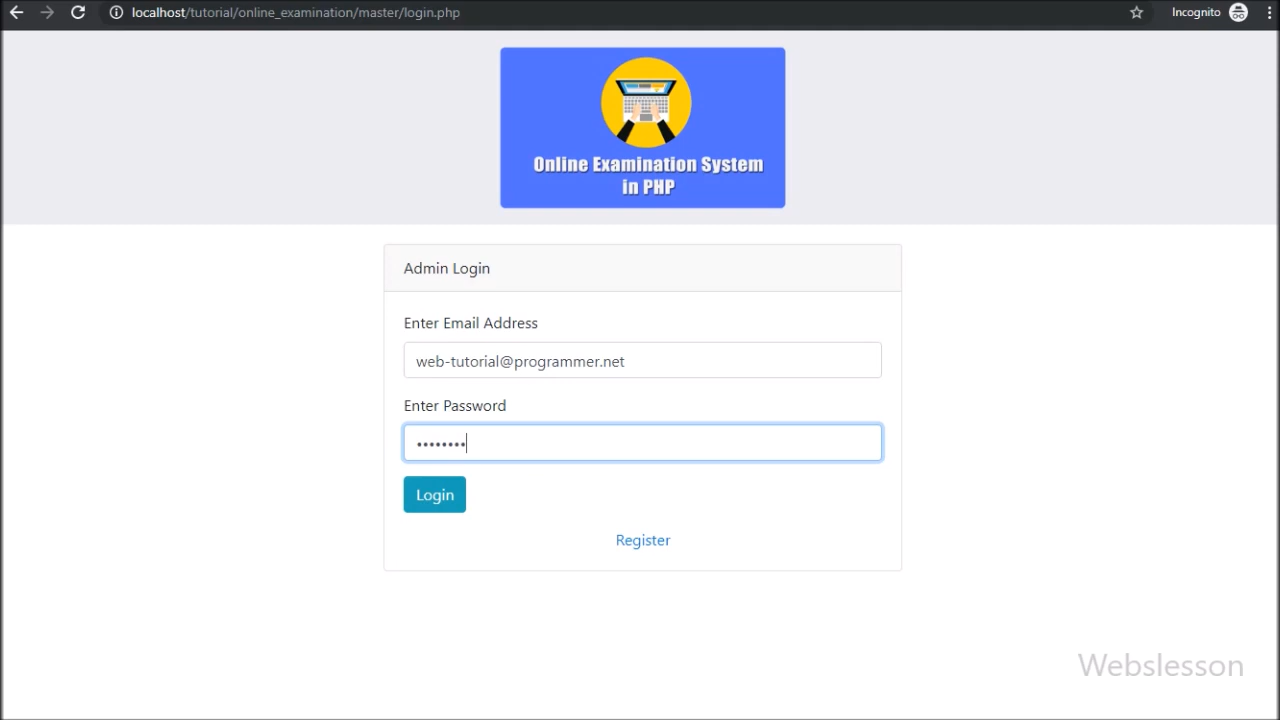 localhost/tutorial/online_examination/master/login.php
Incognito
Online Examination System
in PHP
Admin Login
Enter Email Address
web-tutorial@programmer.net
Enter Password
••••••••
Login
Register
Webslesson